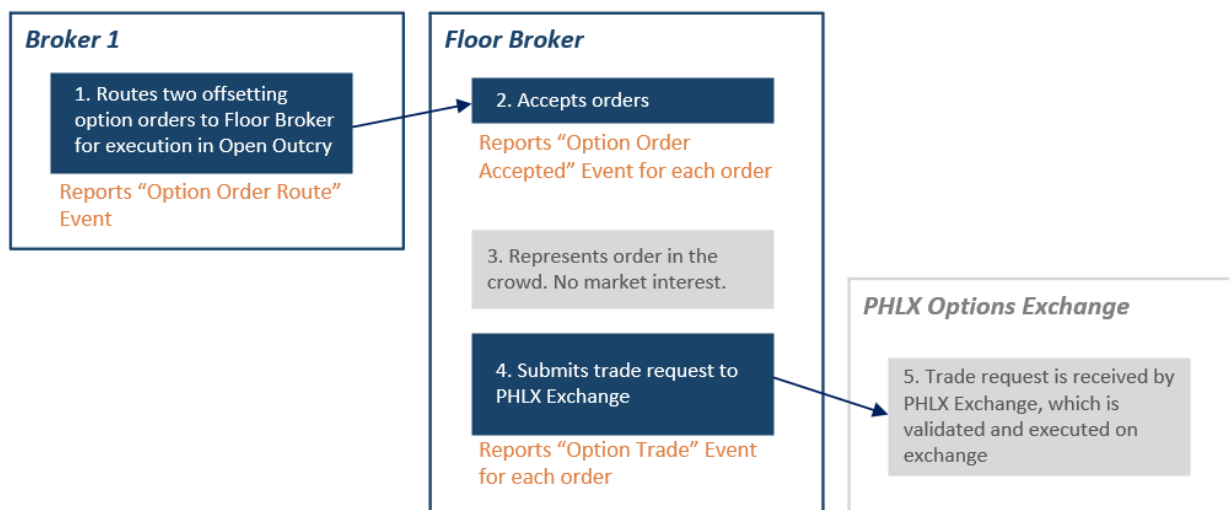 Broker 1
1. Routes two offsetting
option orders to Floor Broker
for execution in Open Outcry
Reports “Option Order Route”
Event
Floor Broker
2. Accepts orders
Reports “Option Order
Accepted” Event for each order
3. Represents order in the
crowd. No market interest.
4. Submits trade request to
PHLX Exchange
Reports “Option Trade” Event
for each order
PHLX Options Exchange
5. Trade request is received by
PHLX Exchange, which is
validated and executed on
exchange